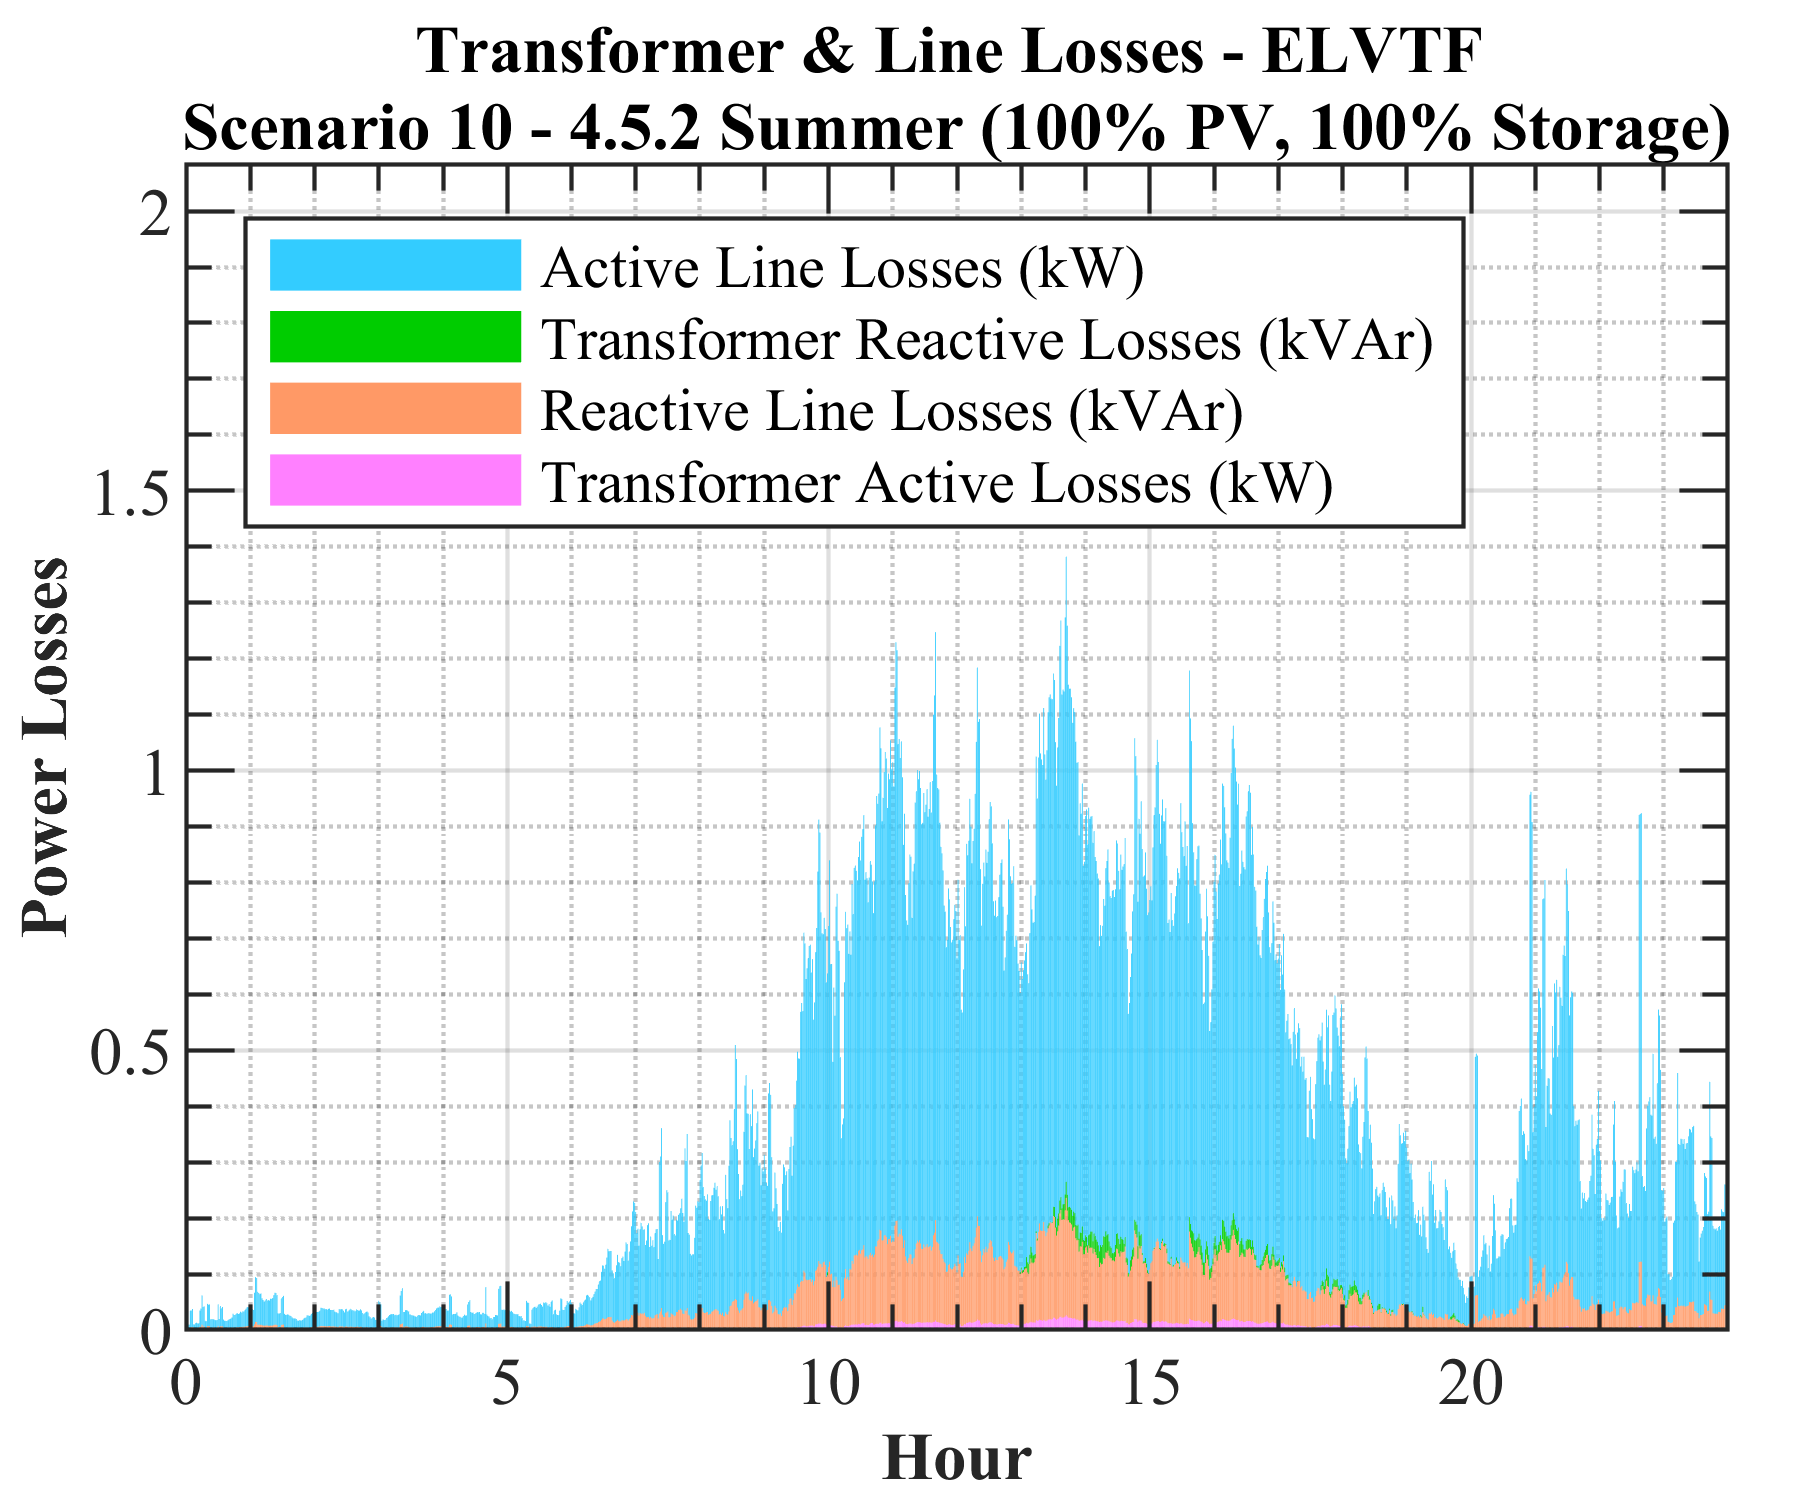 Transformer & Line Losses - ELVTF
Scenario 10 - 4.5.2 Summer (100% PV, 100% Storage)
Active Line Losses (kW)
Transformer Reactive Losses (kVAr)
Reactive Line Losses (kVAr)
Transformer Active Losses (kW)
Power Losses
2
1.5
1
0.5
0
0
5
10
15
20
Hour